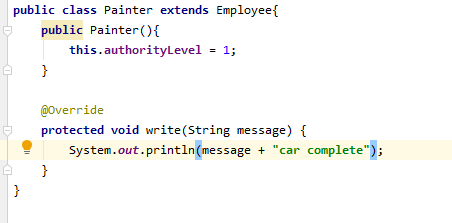 public class Painter extends Employee{
public Painter(){
this.authorityLevel = 1;
}
@Override
protected void write(String message) {
System.out.println(message + "car complete");
}
}